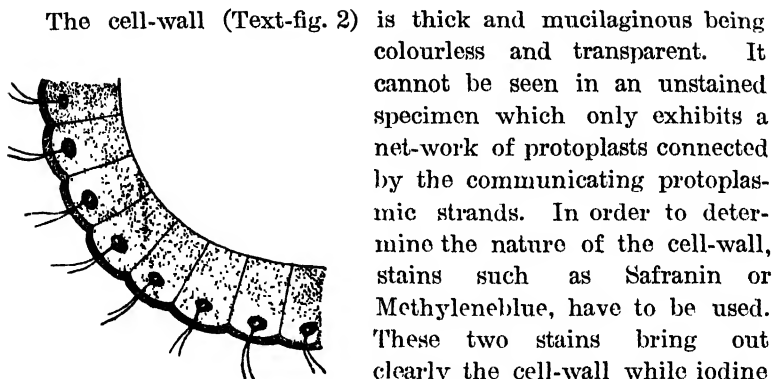 The cell-wall (Text-fig. 2) is thick and mucilaginous being
colourless and transparent. It
cannot be seen in an unstained
specimen which only exhibits a
net-work of protoplasts connected
by the communicating protoplas-
mic strands. In order to deter-
mine the nature of the cell-wall,
stains such as Safranin or
Methyleneblue, have to be used.
These two stains bring out
clearly the cell-wall while iodine